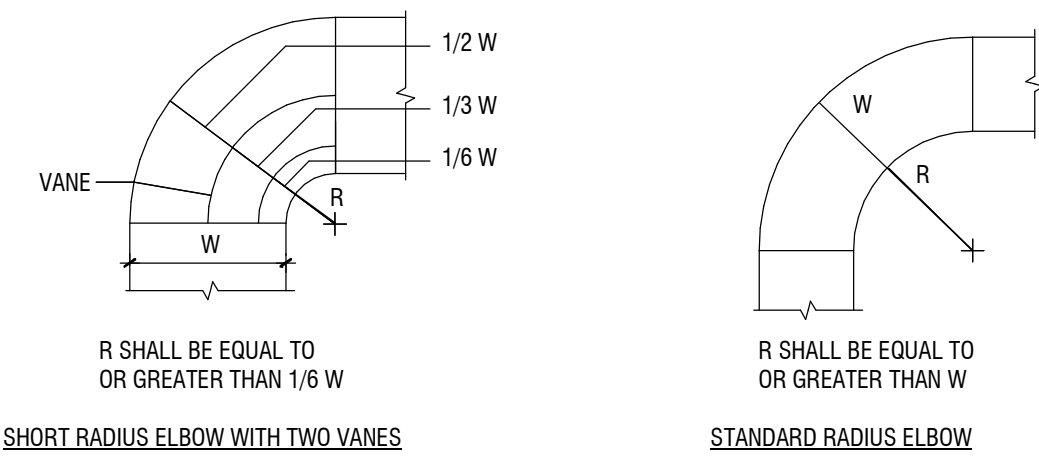 1/2 W
1/3 W
1/6 W
VANE
R
W
R SHALL BE EQUAL TO
OR GREATER THAN 1/6 W
SHORT RADIUS ELBOW WITH TWO VANES
W
R
R SHALL BE EQUAL TO
OR GREATER THAN W
STANDARD RADIUS ELBOW